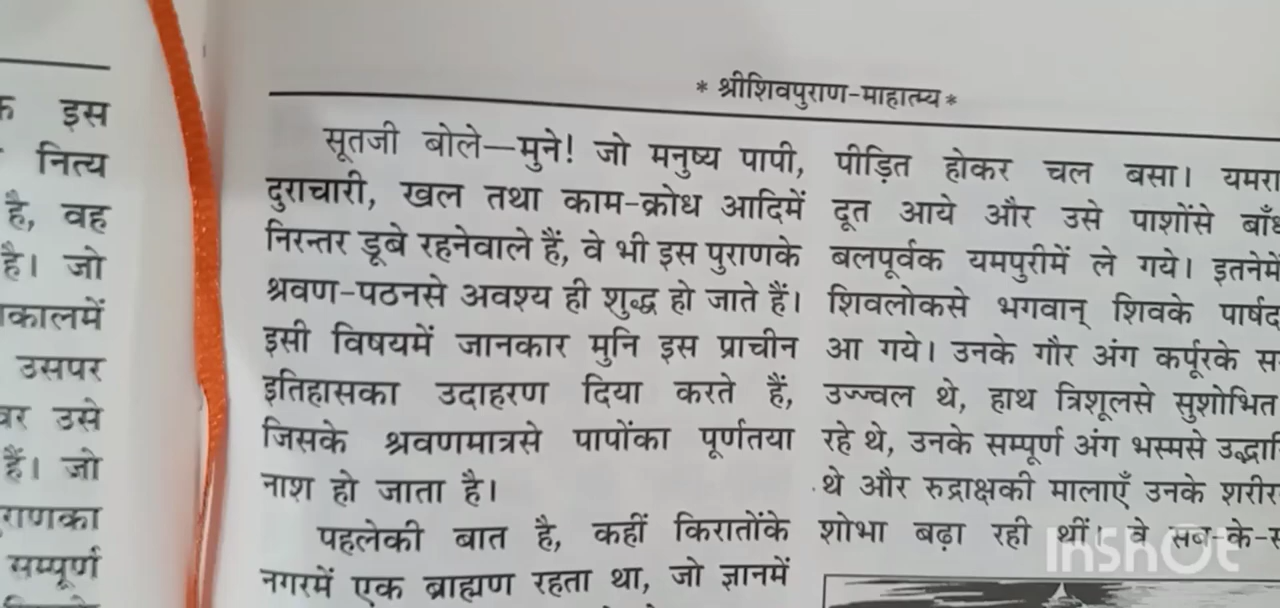 इस
नित्य
है, वह
है। जो
कालमें
उसपर
उसे
हैं। जो
सम्पूर्ण
* श्रीशिवपुराण-माहात्म्य *
सूतजी बोले—मुने! जो मनुष्य पापी,
दुराचारी, खल तथा काम-क्रोध आदिमें
निरन्तर डूबे रहनेवाले हैं, वे भी इस पुराणके
श्रवण-पठनसे अवश्य ही शुद्ध हो जाते हैं।
इसी विषयमें जानकार मुनि इस प्राचीन
इतिहासका उदाहरण दिया करते हैं,
जिसके श्रवणमात्रसे पापोंका पूर्णतया
नाश हो जाता है।
पहलेकी बात है, कहीं किरातोंके
नगरमें एक ब्राह्मण रहता था, जो ज्ञानमें
पीड़ित होकर चल बसा। यमरा
दूत आये और उसे पाशोंसे बाँध
बलपूर्वक यमपुरीमें ले गये। इतनेमें
शिवलोकसे भगवान् शिवके पार्षद
आ गये। उनके गौर अंग कर्पूरके स
उज्ज्वल थे, हाथ त्रिशूलसे सुशोभित
रहे थे, उनके सम्पूर्ण अंग भस्मसे
थे और रुद्राक्षकी मालाएँ उनके शरीर
शोभा बढ़ा रही थीं। वे सब-के-स
InShOt